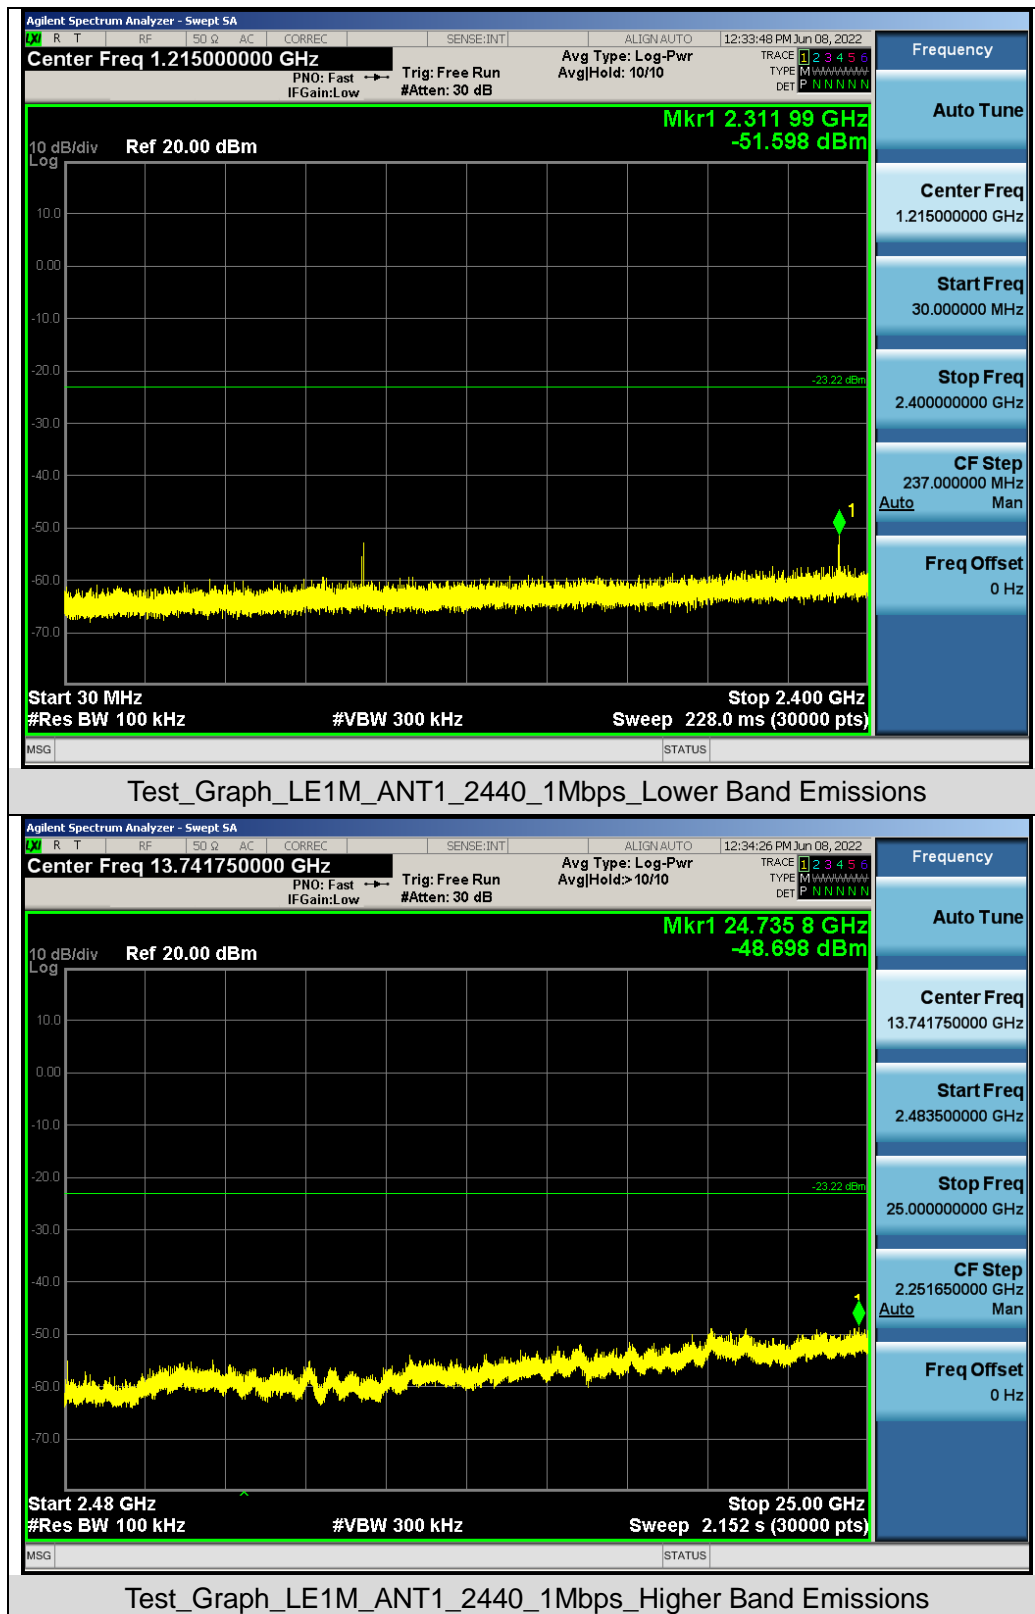 Agilent Spectrum Analyzer - Swept SA
LXI R T RF 50 Ω AC CORREC SENSE:INT ALIGN AUTO 12:33:48 PM Jun 08, 2022
Center Freq 1.215000000 GHz
PNO: Fast
IFGain:Low
Trig: Free Run
#Atten: 30 dB
Avg Type: Log-Pwr
Avg|Hold: 10/10
TRACE 1 2 3 4 5 6
TYPE M WWWWW
DET P N N N N N
Mkr1 2.311 99 GHz
-51.598 dBm
10 dB/div Ref 20.00 dBm
Log
10.0
0.00
-10.0
-20.0
-23.22 dBm
-30.0
-40.0
-50.0
1
-60.0
-70.0
Start 30 MHz Stop 2.400 GHz
#Res BW 100 kHz #VBW 300 kHz Sweep 228.0 ms (30000 pts)
MSG STATUS
Frequency
Auto Tune
Center Freq
1.215000000 GHz
Start Freq
30.000000 MHz
Stop Freq
2.400000000 GHz
CF Step
237.000000 MHz
Auto Man
Freq Offset
0 Hz
Test_Graph_LE1M_ANT1_2440_1Mbps_Lower Band Emissions
Agilent Spectrum Analyzer - Swept SA
LXI R T RF 50 Ω AC CORREC SENSE:INT ALIGN AUTO 12:34:26 PM Jun 08, 2022
Center Freq 13.741750000 GHz
PNO: Fast
IFGain:Low
Trig: Free Run
#Atten: 30 dB
Avg Type: Log-Pwr
Avg|Hold:>10/10
TRACE 1 2 3 4 5 6
TYPE M WWWWW
DET P N N N N N
Mkr1 24.735 8 GHz
-48.698 dBm
10 dB/div Ref 20.00 dBm
Log
10.0
0.00
-10.0
-20.0
-23.22 dBm
-30.0
-40.0
1
-50.0
-60.0
-70.0
Start 2.48 GHz Stop 25.00 GHz
#Res BW 100 kHz #VBW 300 kHz Sweep 2.152 s (30000 pts)
MSG STATUS
Frequency
Auto Tune
Center Freq
13.741750000 GHz
Start Freq
2.483500000 GHz
Stop Freq
25.000000000 GHz
CF Step
2.251650000 GHz
Auto Man
Freq Offset
0 Hz
Test_Graph_LE1M_ANT1_2440_1Mbps_Higher Band Emissions